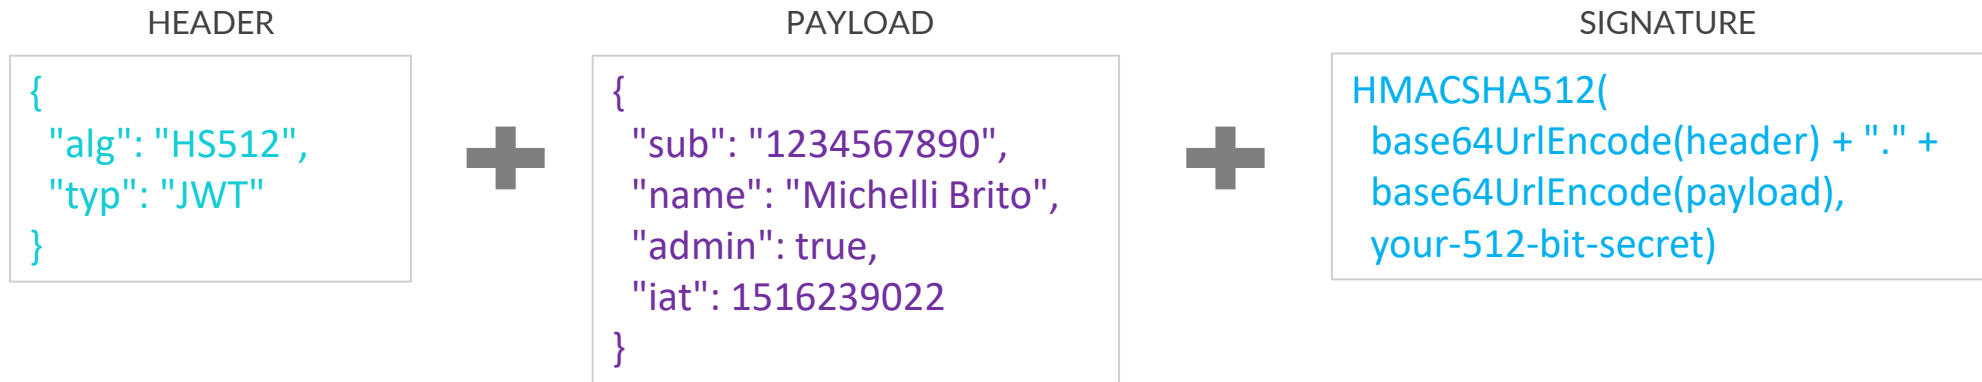 HEADER
{
"alg": "HS512",
"typ": "JWT"
}
PAYLOAD
{
"sub": "1234567890",
"name": "Michelli Brito",
"admin": true,
"iat": 1516239022
}
SIGNATURE
HMACSHA512(
base64UrlEncode(header) + "." +
base64UrlEncode(payload),
your-512-bit-secret)